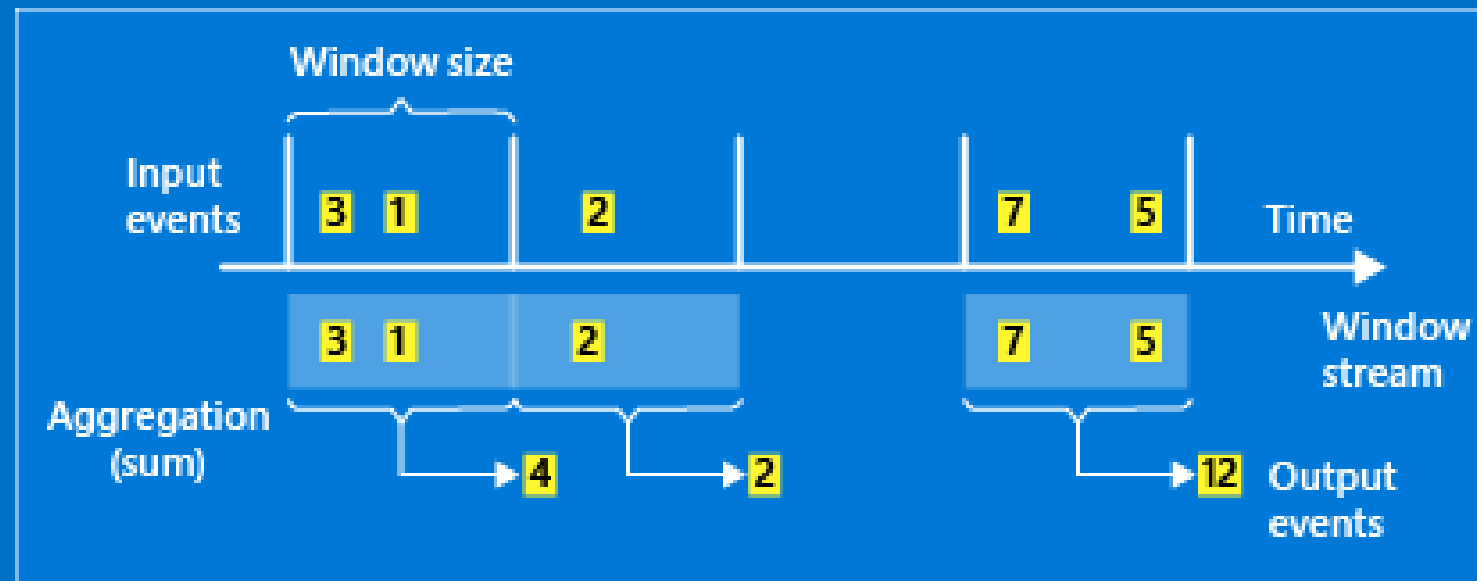 Window size
Input
events
3 1 2 7 5
Time
3 1 2 7 5
Window
stream
Aggregation
(sum)
4 2 12
Output
events